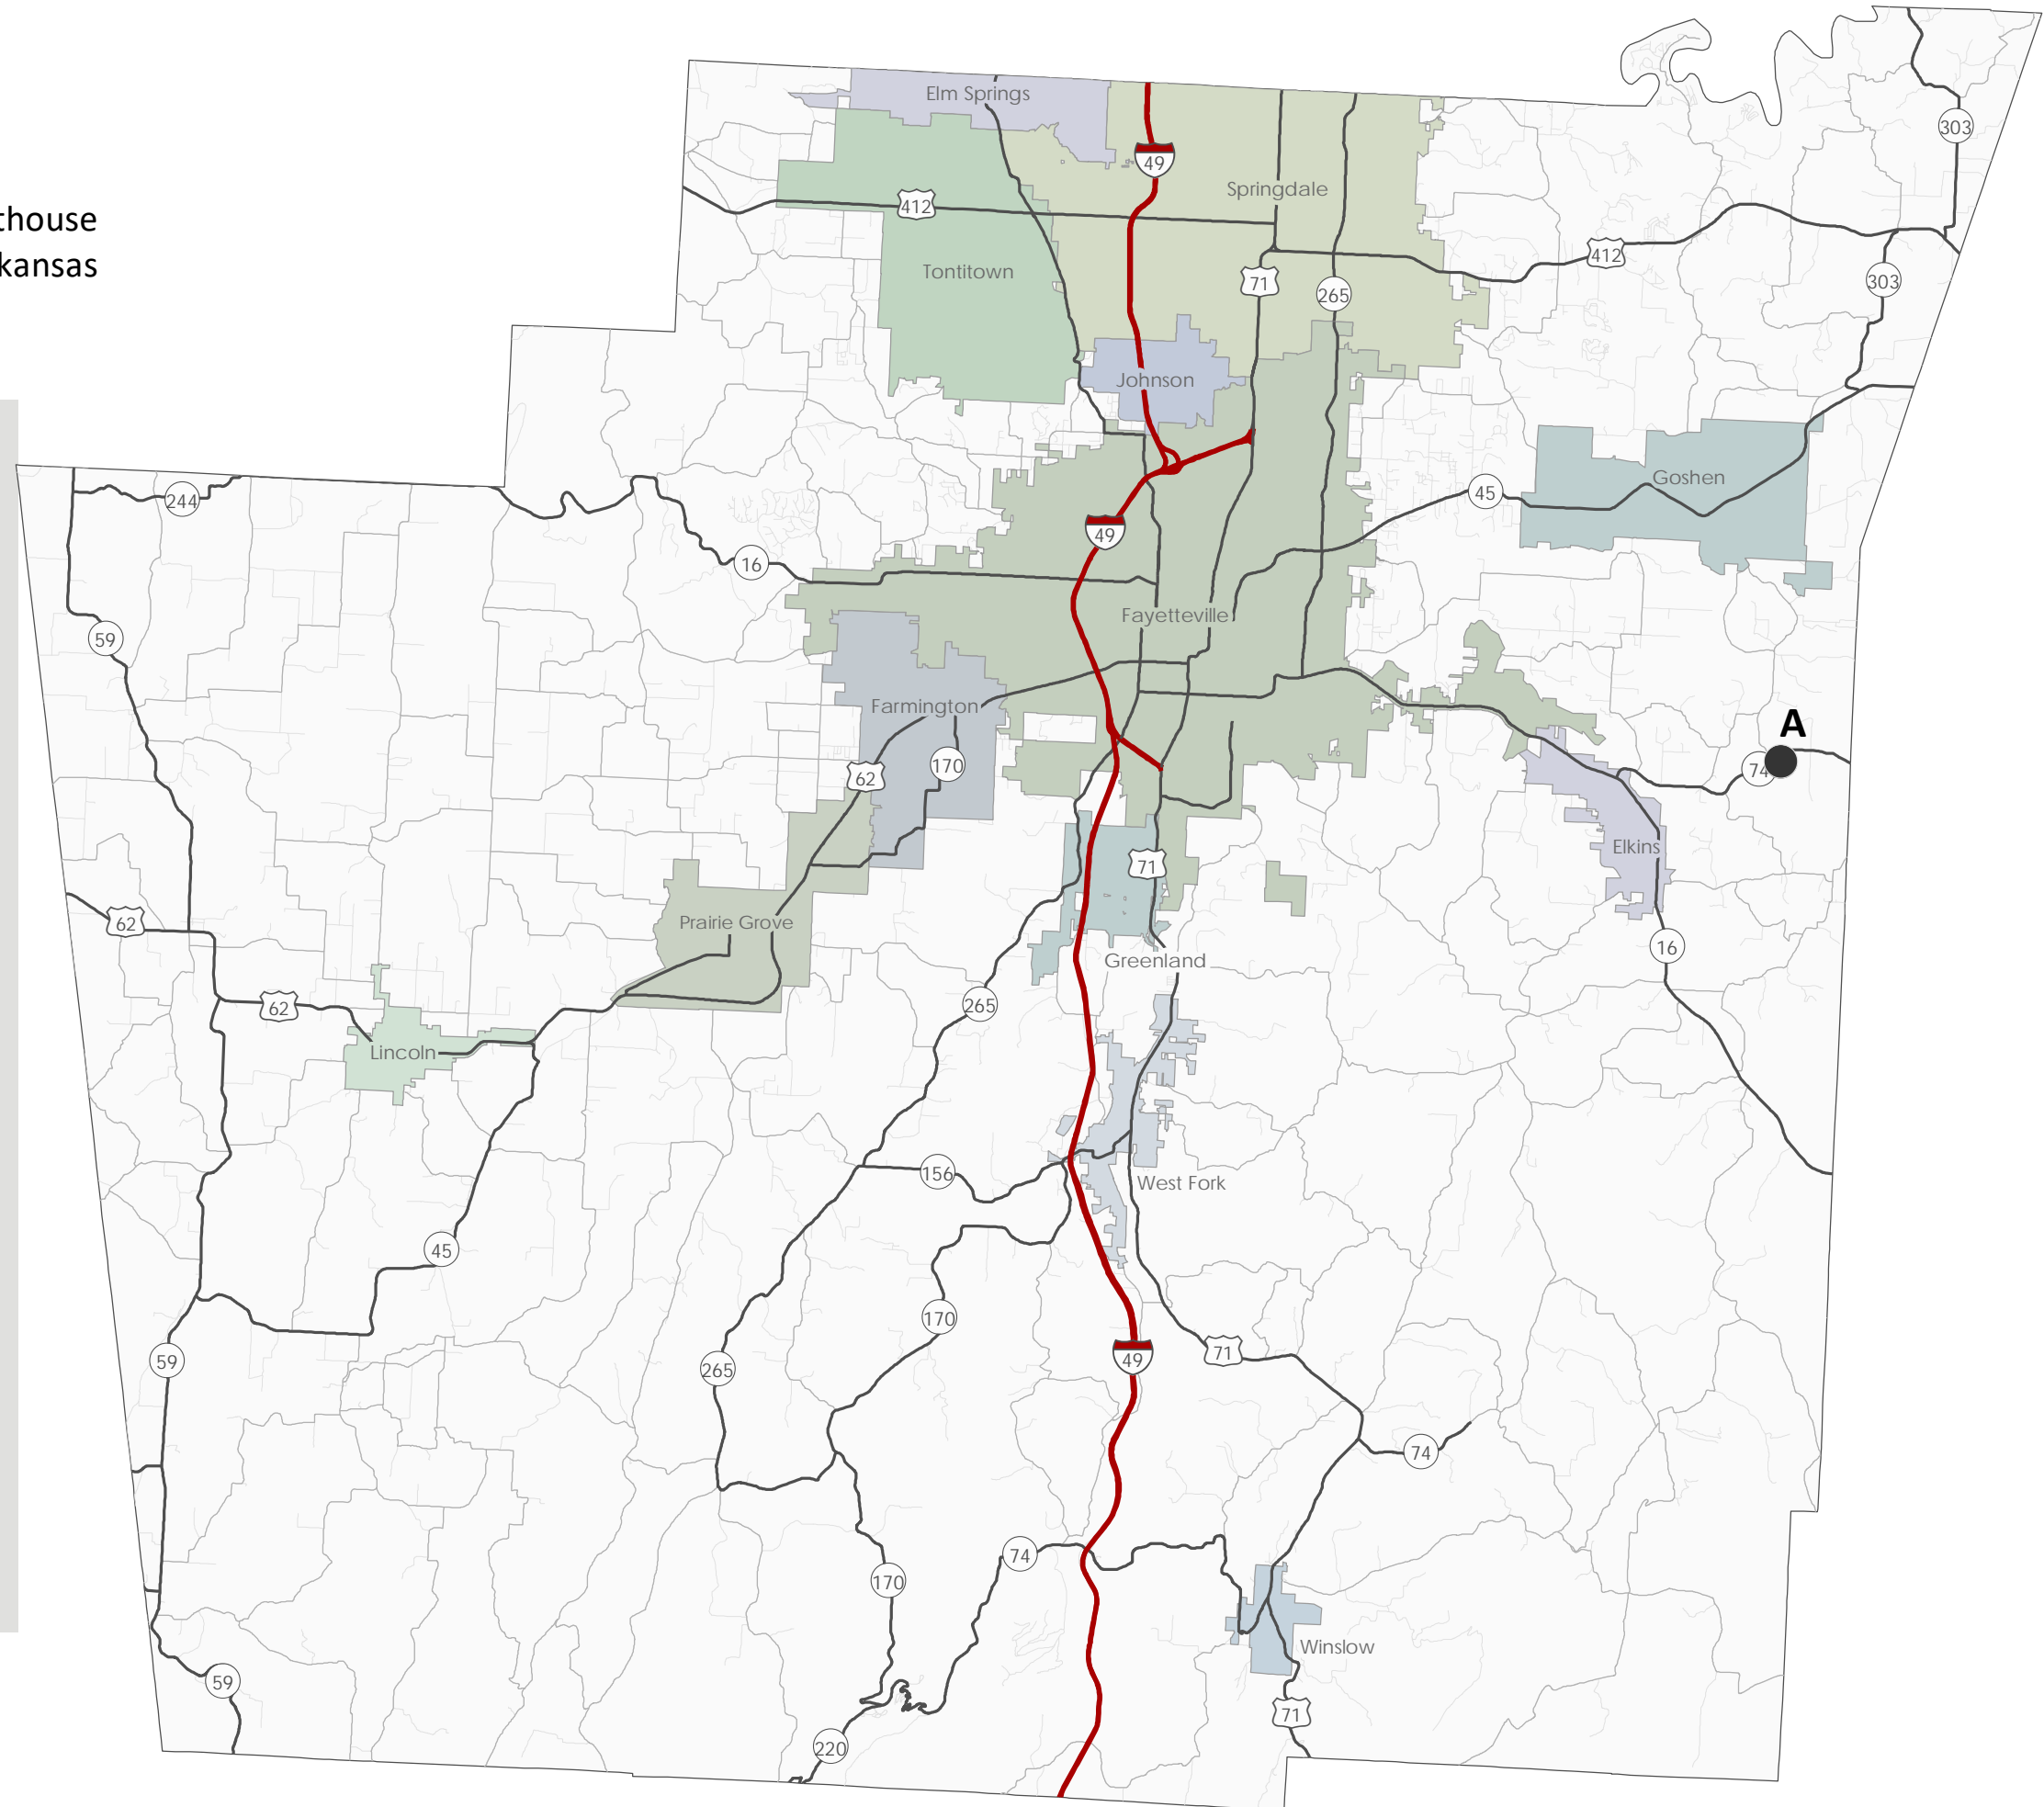 Elm Springs
303
49
thouse
Springdale
412
kansas
412
Tontitown
71
303
265
Johnson
Goshen
45
244
49
16
Fayetteville
59
Farmington
A
170
74
62
Elkins
71
62
Prairie Grove
16
Greenland
265
62
Lincoln
156
West Fork
45
170
71
49
59
265
74
74
170
Winslow
59
71
220